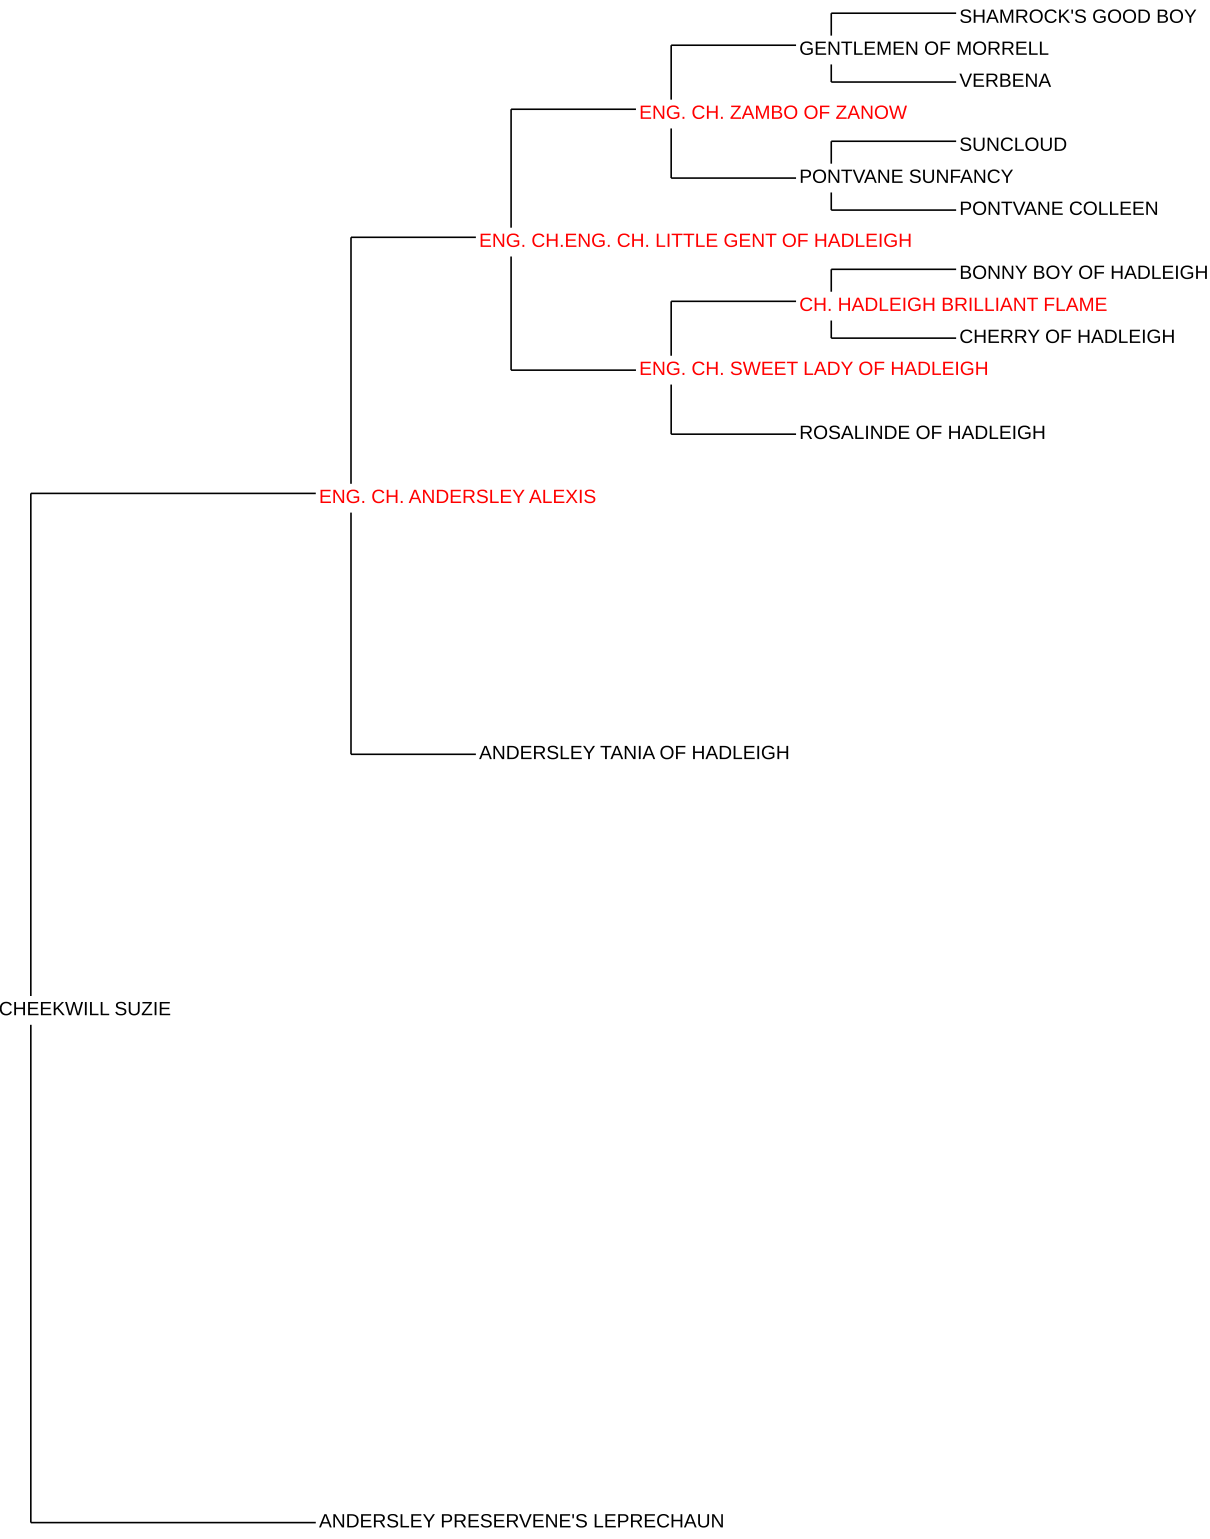 SHAMROCK'S GOOD BOY
GENTLEMEN OF MORRELL
VERBENA
ENG. CH. ZAMBO OF ZANOW
SUNCLOUD
PONTVANE SUNFANCY
PONTVANE COLLEEN
ENG. CH.ENG. CH. LITTLE GENT OF HADLEIGH
BONNY BOY OF HADLEIGH
CH. HADLEIGH BRILLIANT FLAME
CHERRY OF HADLEIGH
ENG. CH. SWEET LADY OF HADLEIGH
ROSALINDE OF HADLEIGH
ENG. CH. ANDERSLEY ALEXIS
ANDERSLEY TANIA OF HADLEIGH
CHEEKWILL SUZIE
ANDERSLEY PRESERVENE'S LEPRECHAUN